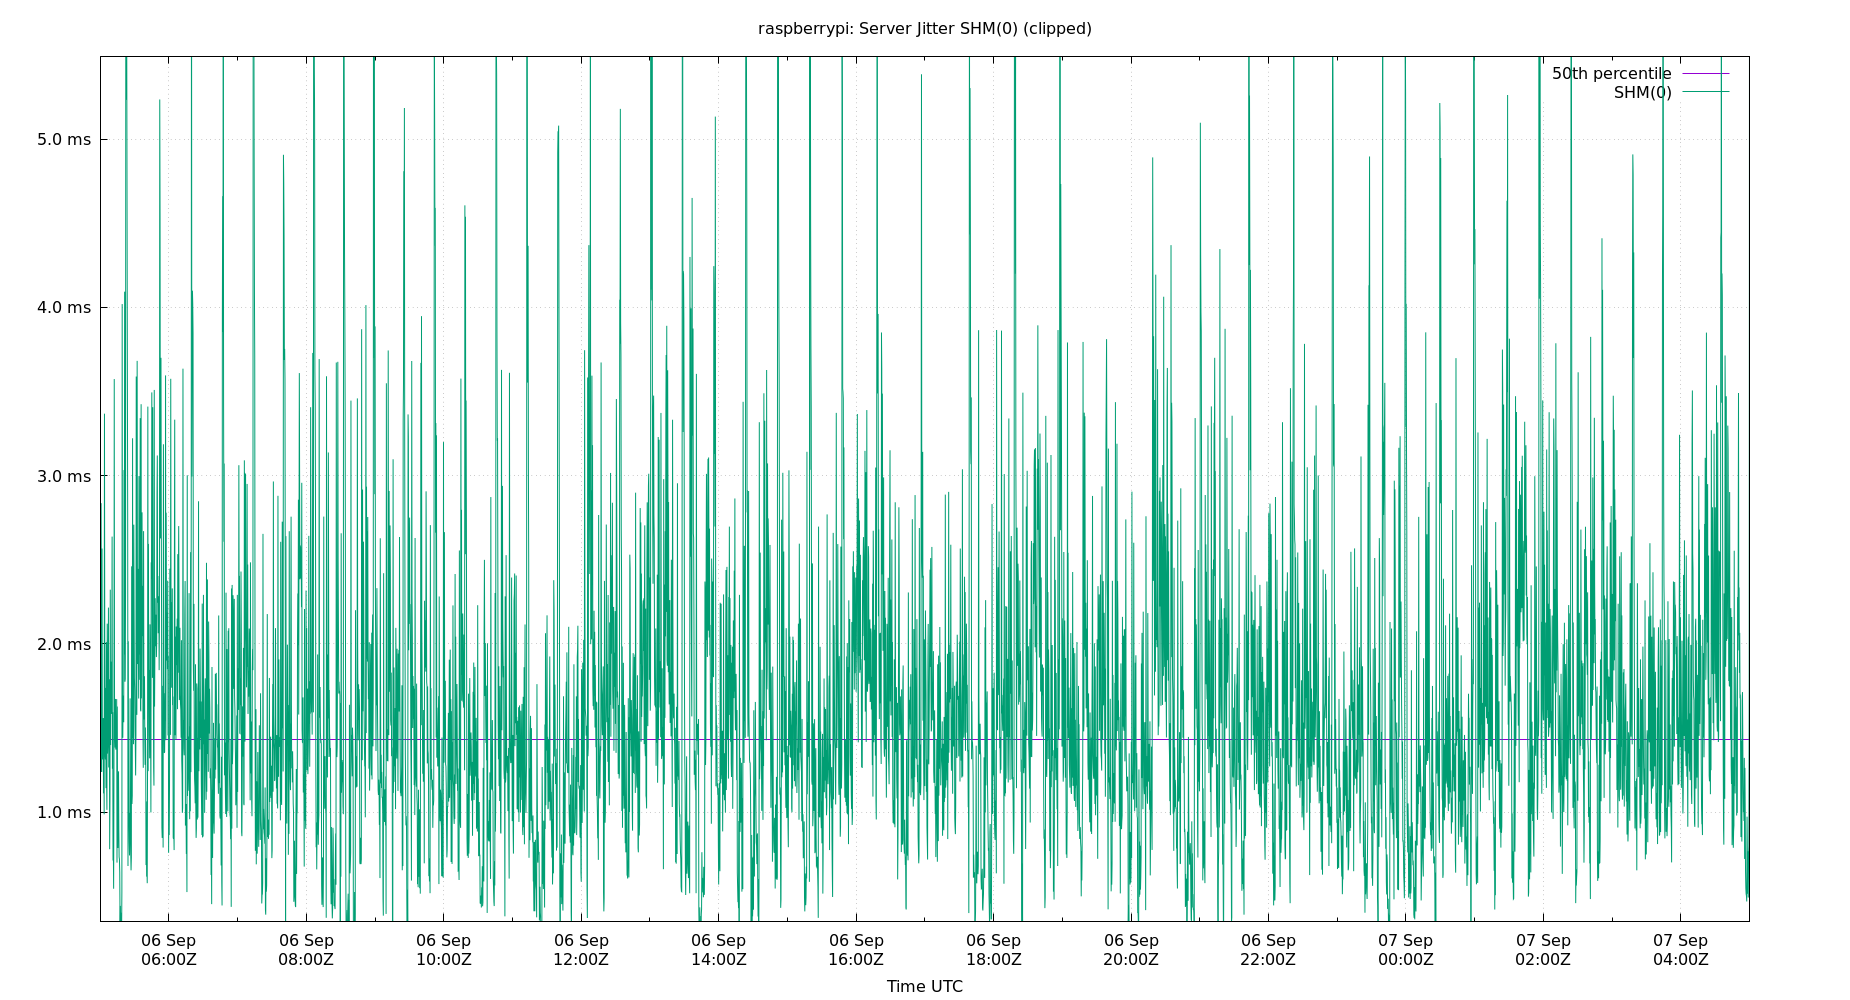 raspberrypi: Server Jitter SHM(0) (clipped)
50th percentile
SHM(0)
5.0 ms
4.0 ms
3.0 ms
2.0 ms
1.0 ms
06 Sep 06 Sep 06 Sep 06 Sep 06 Sep 06 Sep 06 Sep 06 Sep 06 Sep 07 Sep 07 Sep 07 Sep
06:00Z 08:00Z 10:00Z 12:00Z 14:00Z 16:00Z 18:00Z 20:00Z 22:00Z 00:00Z 02:00Z 04:00Z
Time UTC